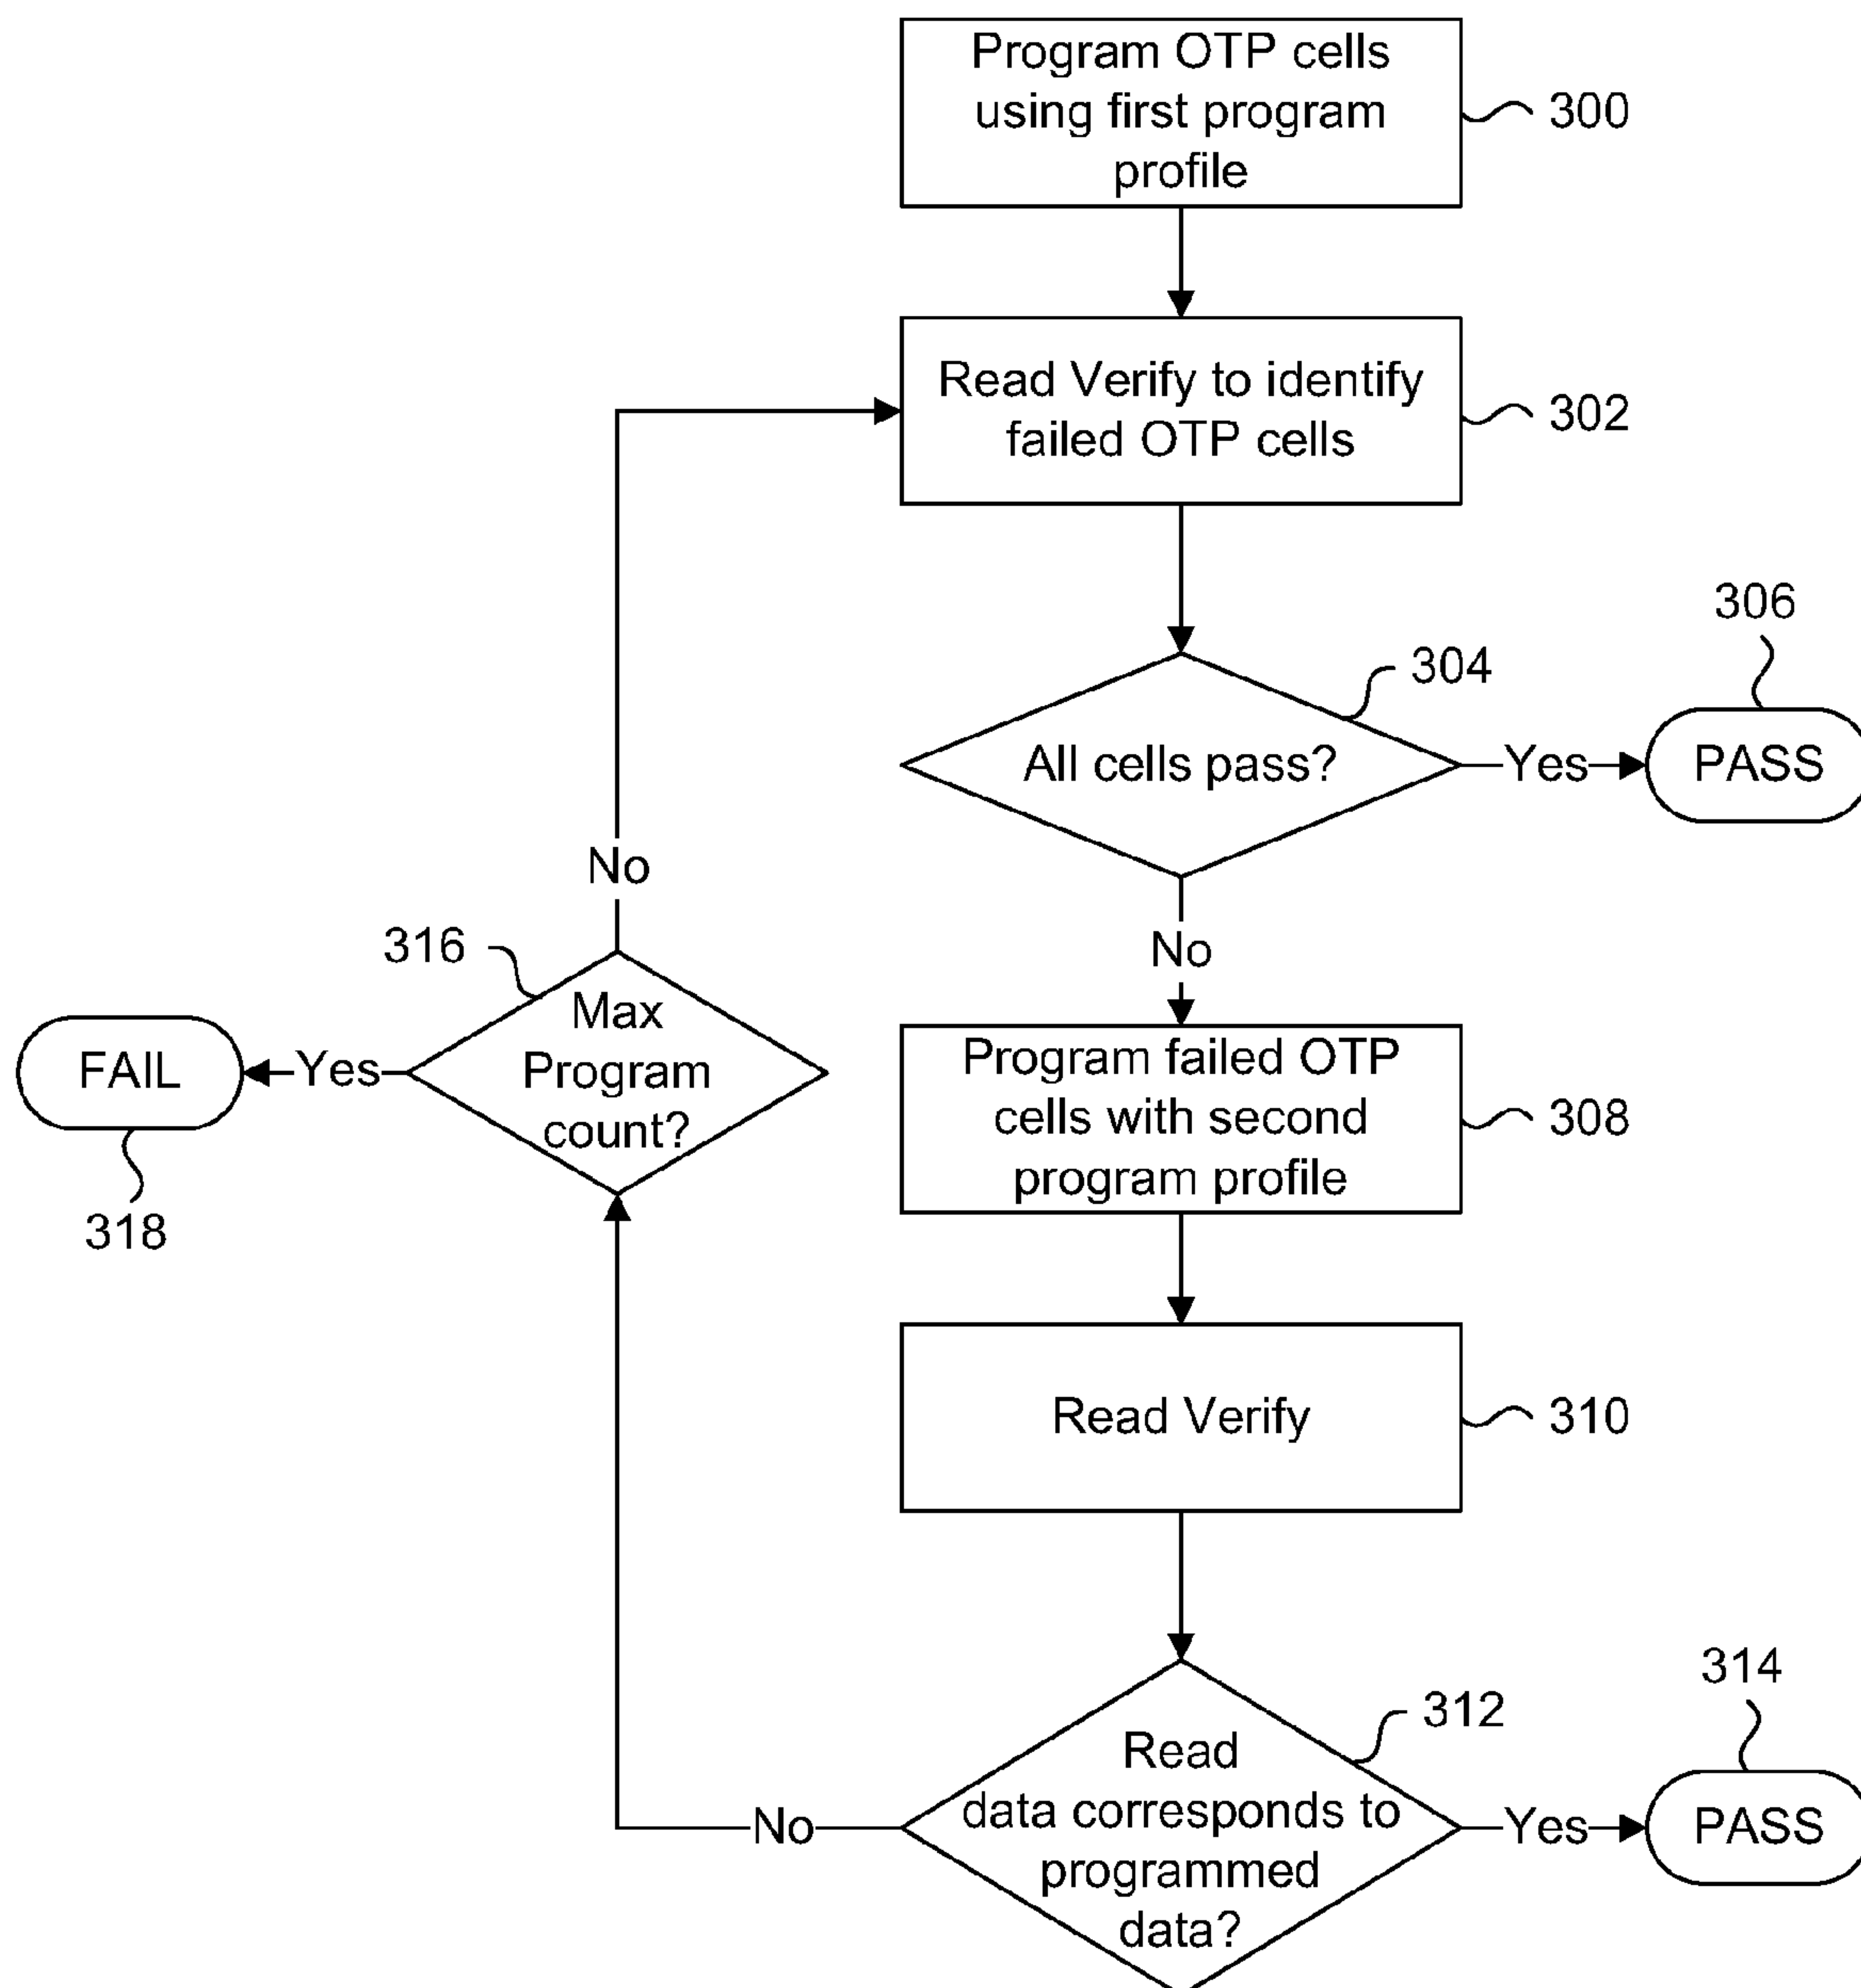 Program OTP cells
using first program
profile
300
Read Verify to identify
failed OTP cells
302
306
304
All cells pass?
Yes
PASS
No
No
316
Max
Program
count?
FAIL
Yes
318
Program failed OTP
cells with second
program profile
308
Read Verify
310
314
312
Read
data corresponds to
programmed
data?
No
Yes
PASS